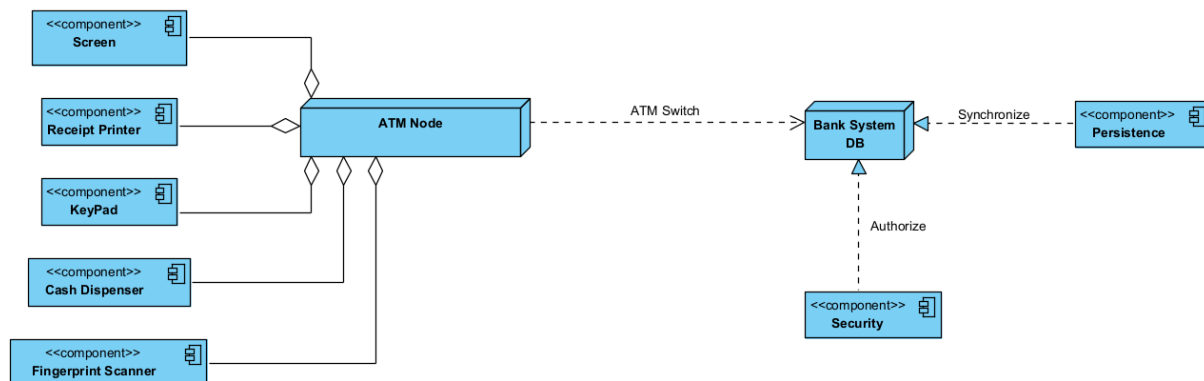 <<component>>
Screen
<<component>>
Receipt Printer
<<component>>
KeyPad
<<component>>
Cash Dispenser
<<component>>
Fingerprint Scanner
ATM Node
ATM Switch
Bank System
DB
Synchronize
<<component>>
Persistence
Authorize
<<component>>
Security